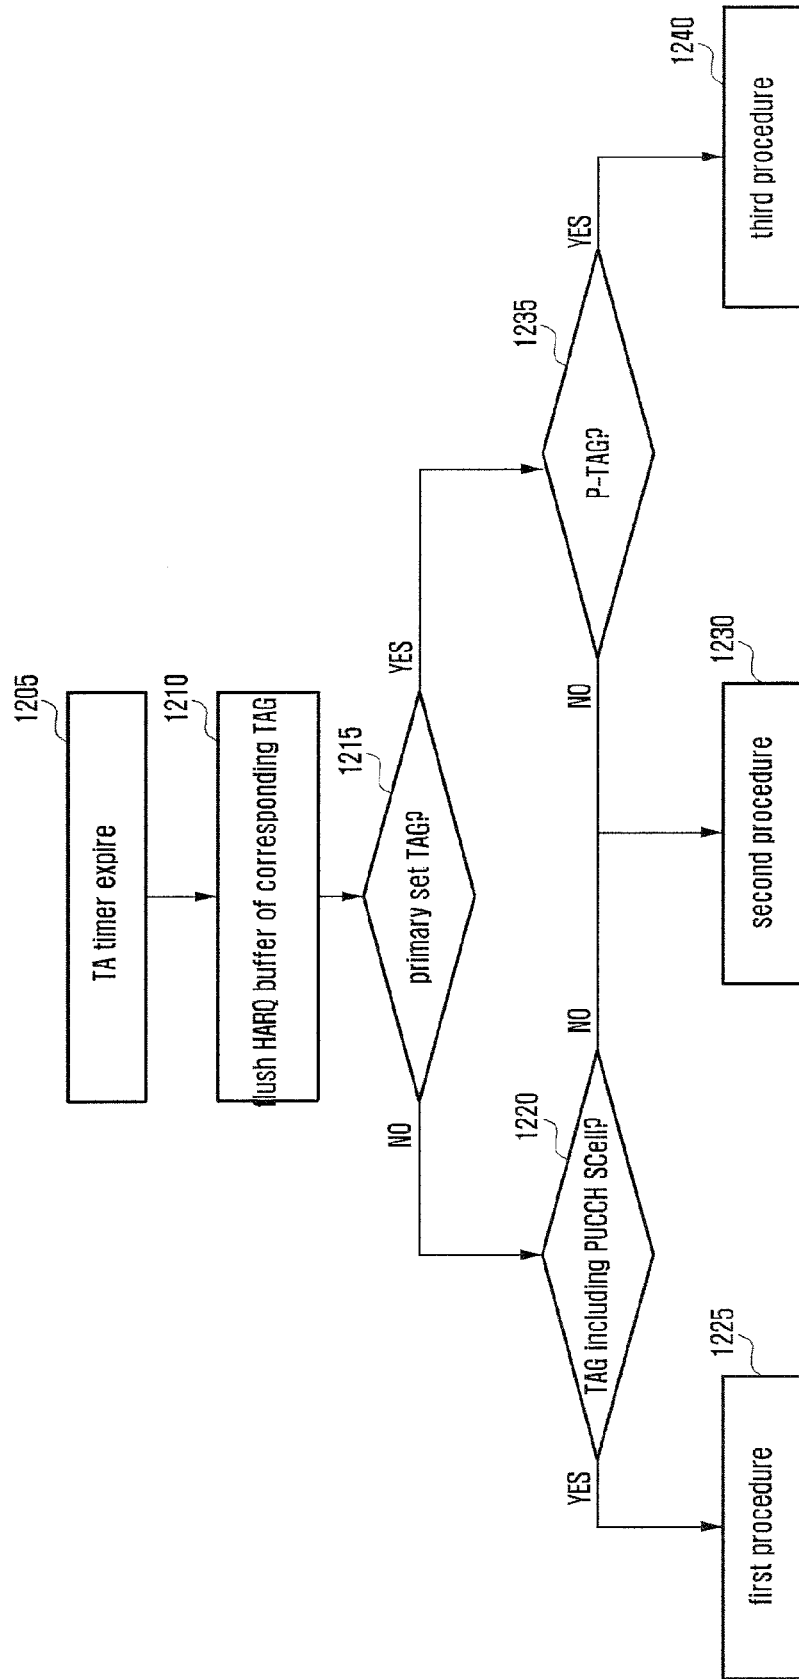 1205
TA timer expire
1210
flush HARQ buffer of corresponding TAG
1215
primary set TAG?
NO
YES
1220
TAG including PUCCH SCell?
YES
NO
1235
P-TAG?
NO
YES
1225
first procedure
1230
second procedure
1240
third procedure